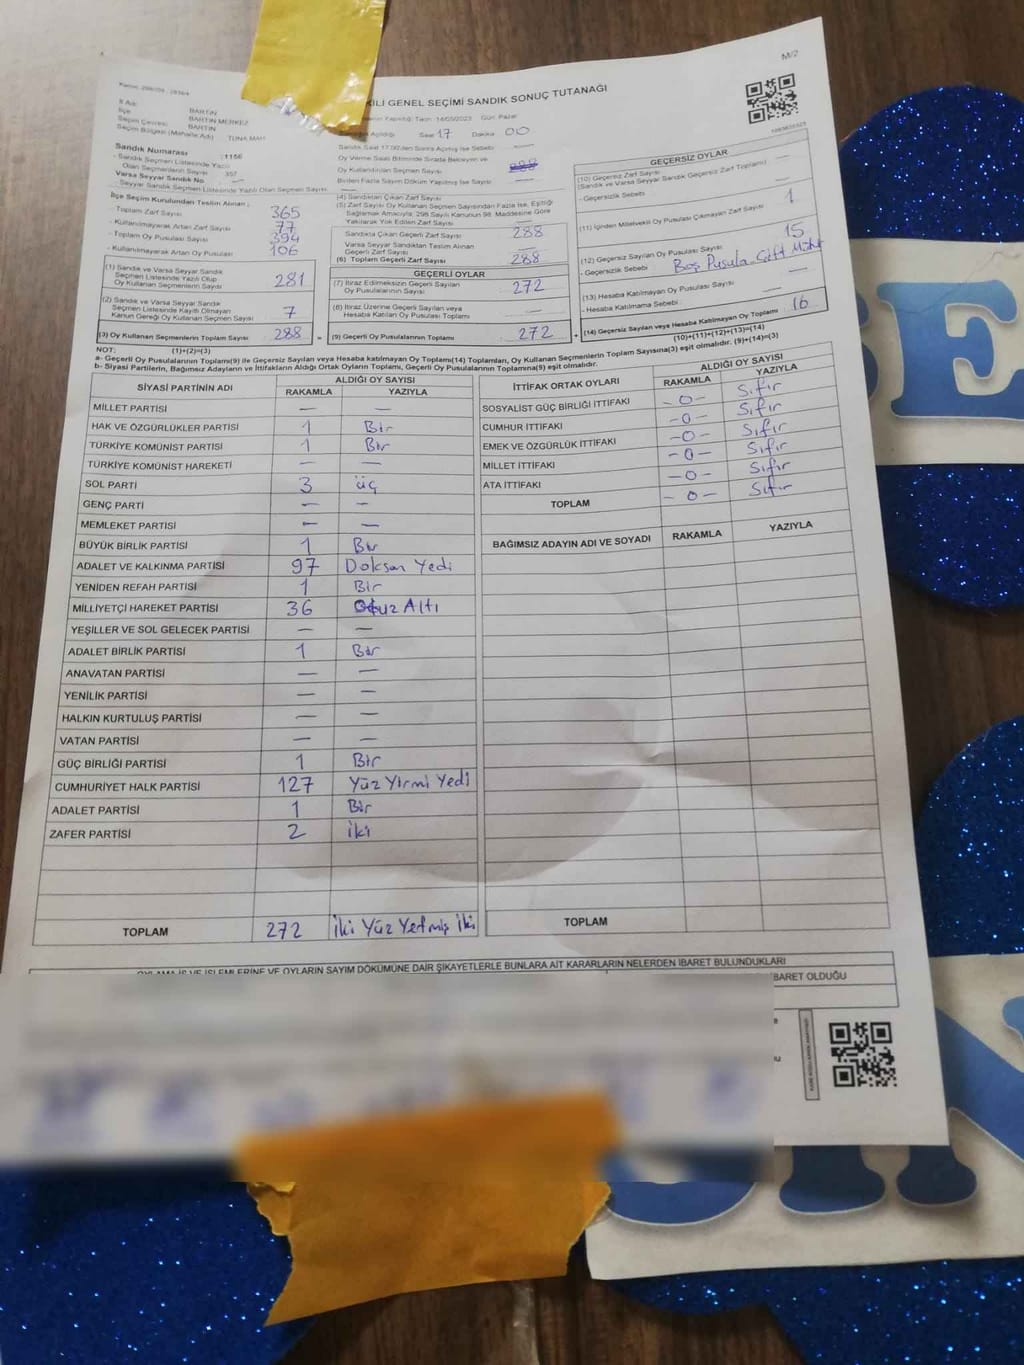 M/2
KİLİ GENEL SEÇİMİ SANDIK SONUÇ TUTANAĞI
İl Adı: BARTIN
İlçe BARTIN MERKEZ
Seçim Çevresi: BARTIN
Seçim Bölgesi (Mahalle Adı) TUNA MAH.
Tarih: 14/05/2023 Gün: Pazar
Açıldığı Saat 17 Dakika 00
Sandık Numarası :1156
- Sandık Seçmen Listesinde Yazılı
Olan Seçmenlerin Sayısı 357
Varsa Seyyar Sandık No —
- Seyyar Sandık Seçmen Listesinde Yazılı Olan Seçmen Sayısı.
İlçe Seçim Kurulundan Teslim Alınan ;
- Toplam Zarf Sayısı 365
- Kullanılmayarak Artan Zarf Sayısı 77
- Toplam Oy Pusulası Sayısı 394
- Kullanılmayarak Artan Oy Pusulası 106
(1) Sandık ve Varsa Seyyar Sandık
Seçmen Listesinde Yazılı Olup
Oy Kullanan Seçmenlerin Sayısı 281
(2) Sandık ve Varsa Seyyar Sandık
Seçmen Listesinde Kayıtlı Olmayan
Kanun Gereği Oy Kullanan Seçmen Sayısı 7
(3) Oy Kullanan Seçmenlerin Toplam Sayısı 288
(1)+(2)=(3)
Sandık Saat 17.00'den Sonra Açılmış İse Sebebi —
Oy Verme Saati Bitiminde Sırada Bekleyen ve
Oy Kullandırılan Seçmen Sayısı
Birden Fazla Sayım Döküm Yapılmış İse Sayısı —
(4) Sandıktan Çıkan Zarf Sayısı
(5) Zarf Sayısı Oy Kullanan Seçmen Sayısından Fazla İse, Eşitliği
Sağlamak Amacıyla; 298 Sayılı Kanunun 98. Maddesine Göre
Yakılarak Yok Edilen Zarf Sayısı —
Sandıkta Çıkan Geçerli Zarf Sayısı 288
Varsa Seyyar Sandıktan Teslim Alınan
Geçerli Zarf Sayısı —
(6) Toplam Geçerli Zarf Sayısı 288
GEÇERLİ OYLAR
(7) İtiraz Edilmeksizin Geçerli Sayılan
Oy Pusulalarının Sayısı 272
(8) İtiraz Üzerine Geçerli Sayılan veya
Hesaba Katılan Oy Pusulası Toplamı —
= (9) Geçerli Oy Pusulalarının Toplamı 272
GEÇERSİZ OYLAR
(10) Geçersiz Zarf Sayısı
(Sandık ve Varsa Seyyar Sandık Geçersiz Zarf Toplamı) —
- Geçersizlik Sebebi: —
(11) İçinden Milletvekili Oy Pusulası Çıkmayan Zarf Sayısı 1
(12) Geçersiz Sayılan Oy Pusulası Sayısı 15
- Geçersizlik Sebebi Boş Pusula Çift Mühür
(13) Hesaba Katılmayan Oy Pusulası Sayısı —
- Hesaba Katılmama Sebebi : —
+ (14) Geçersiz Sayılan veya Hesaba Katılmayan Oy Toplamı 16
(10)+(11)+(12)+(13)=(14)
NOT:
a- Geçerli Oy Pusulalarının Toplamı(9) ile Geçersiz Sayılan veya Hesaba katılmayan Oy Toplamı(14) Toplamları, Oy Kullanan Seçmenlerin Toplam Sayısına(3) eşit olmalıdır. (9)+(14)=(3)
b- Siyasi Partilerin, Bağımsız Adayların ve İttifakların Aldığı Ortak Oyların Toplamı, Geçerli Oy Pusulalarının Toplamına(9) eşit olmalıdır.
SİYASİ PARTİNİN ADI ALDIĞI OY SAYISI
RAKAMLA YAZIYLA
MİLLET PARTİSİ — —
HAK VE ÖZGÜRLÜKLER PARTİSİ 1 Bir
TÜRKİYE KOMÜNİST PARTİSİ 1 Bir
TÜRKİYE KOMÜNİST HAREKETİ — —
SOL PARTİ 3 üç
GENÇ PARTİ — —
MEMLEKET PARTİSİ — —
BÜYÜK BİRLİK PARTİSİ 1 Bir
ADALET VE KALKINMA PARTİSİ 97 Doksan Yedi
YENİDEN REFAH PARTİSİ 1 Bir
MİLLİYETÇİ HAREKET PARTİSİ 36 Otuz Altı
YEŞİLLER VE SOL GELECEK PARTİSİ — —
ADALET BİRLİK PARTİSİ 1 Bir
ANAVATAN PARTİSİ — —
YENİLİK PARTİSİ — —
HALKIN KURTULUŞ PARTİSİ — —
VATAN PARTİSİ — —
GÜÇ BİRLİĞİ PARTİSİ 1 Bir
CUMHURİYET HALK PARTİSİ 127 Yüz Yirmi Yedi
ADALET PARTİSİ 1 Bir
ZAFER PARTİSİ 2 iki
TOPLAM 272 İki Yüz Yetmiş İki
İTTİFAK ORTAK OYLARI ALDIĞI OY SAYISI
RAKAMLA YAZIYLA
SOSYALİST GÜÇ BİRLİĞİ İTTİFAKI -0- Sıfır
CUMHUR İTTİFAKI -0- Sıfır
EMEK VE ÖZGÜRLÜK İTTİFAKI -0- Sıfır
MİLLET İTTİFAKI -0- Sıfır
ATA İTTİFAKI -0- Sıfır
TOPLAM -0- Sıfır
BAĞIMSIZ ADAYIN ADI VE SOYADI RAKAMLA YAZIYLA
TOPLAM
OYLAMA İŞ VE İŞLEMLERİNE VE OYLARIN SAYIM DÖKÜMÜNE DAİR ŞİKAYETLERLE BUNLARA AİT KARARLARIN NELERDEN İBARET BULUNDUKLARI
İBARET OLDUĞU
E